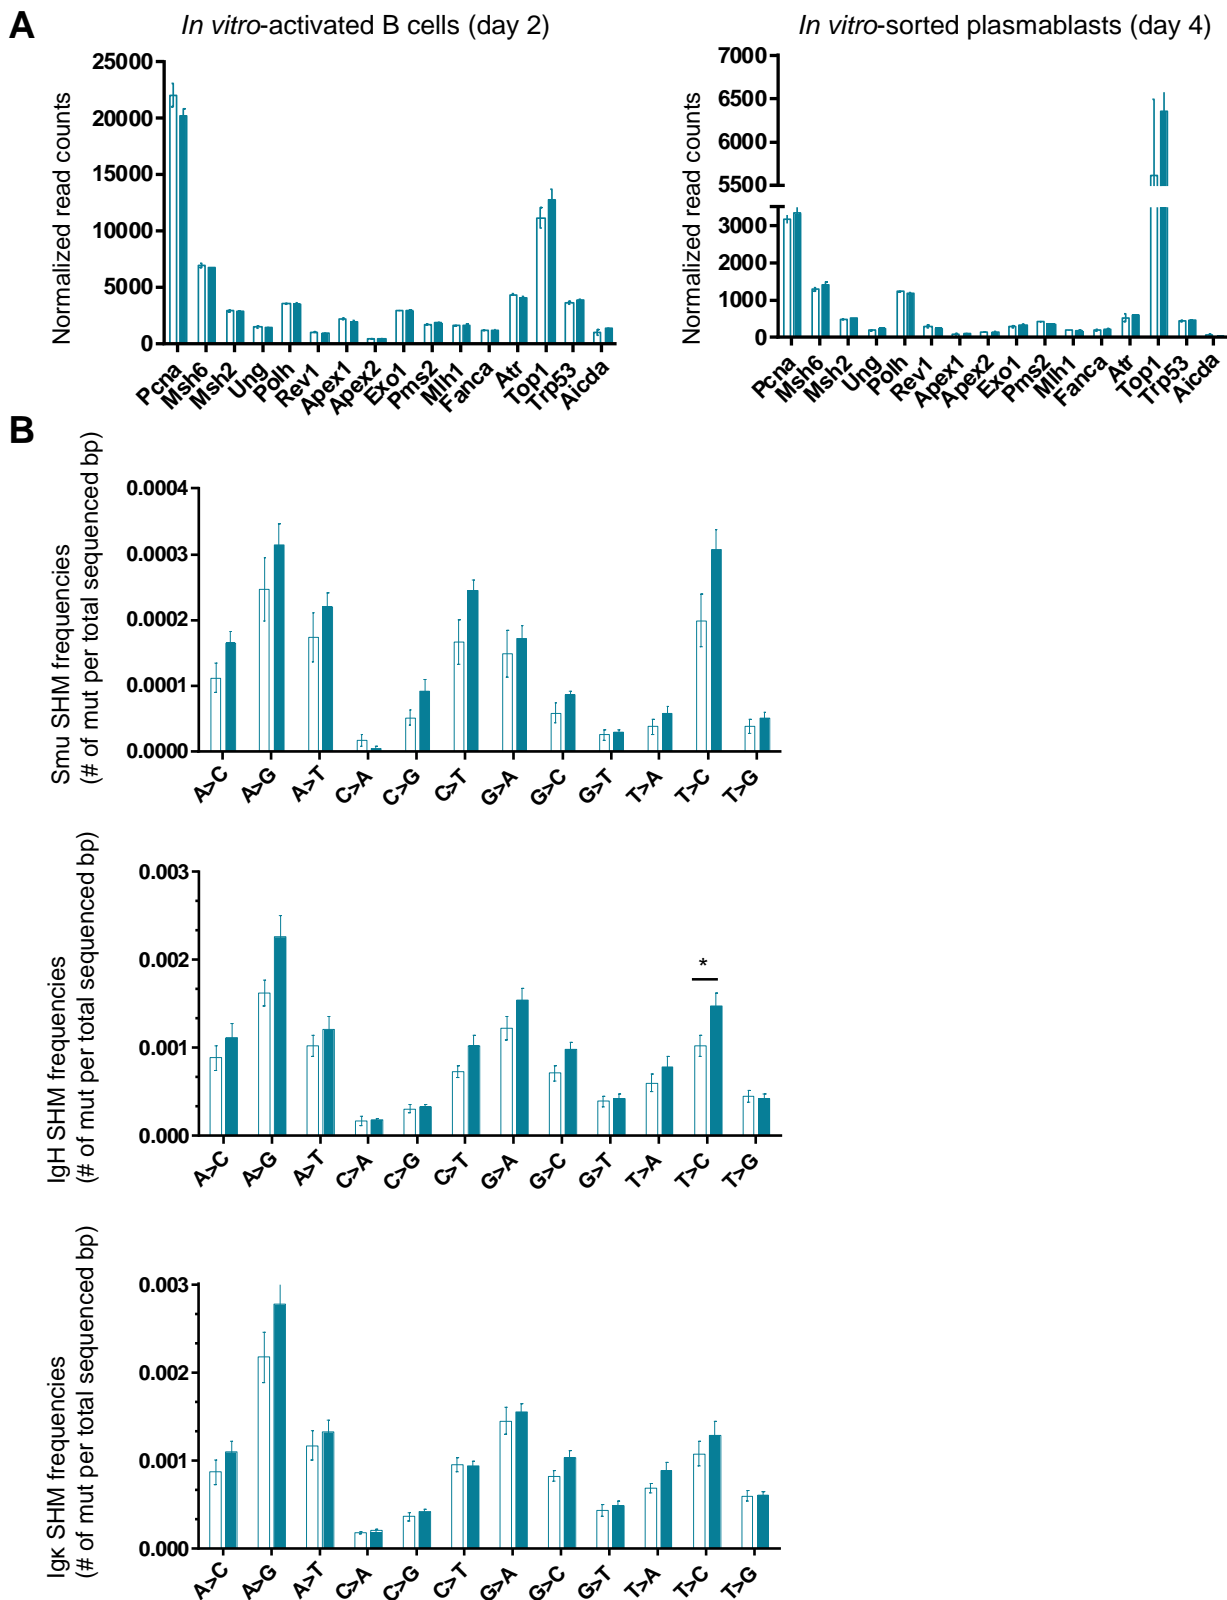 A
In vitro-activated B cells (day 2)
In vitro-sorted plasmablasts (day 4)
Normalized read counts
25000
20000
15000
10000
5000
0
Pcna
Msh6
Msh2
Ung
Polh
Rev1
Apex1
Apex2
Exo1
Pms2
Mlh1
Fanca
Atr
Top1
Trp53
Aicda
Normalized read counts
7000
6500
6000
5500
3000
2000
1000
0
Pcna
Msh6
Msh2
Ung
Polh
Rev1
Apex1
Apex2
Exo1
Pms2
Mlh1
Fanca
Atr
Top1
Trp53
Aicda
B
Smu SHM frequencies
(# of mut per total sequenced bp)
0.0004
0.0003
0.0002
0.0001
0.0000
A>C
A>G
A>T
C>A
C>G
C>T
G>A
G>C
G>T
T>A
T>C
T>G
IgH SHM frequencies
(# of mut per total sequenced bp)
0.003
0.002
0.001
0.000
*
A>C
A>G
A>T
C>A
C>G
C>T
G>A
G>C
G>T
T>A
T>C
T>G
Igκ SHM frequencies
(# of mut per total sequenced bp)
0.003
0.002
0.001
0.000
A>C
A>G
A>T
C>A
C>G
C>T
G>A
G>C
G>T
T>A
T>C
T>G